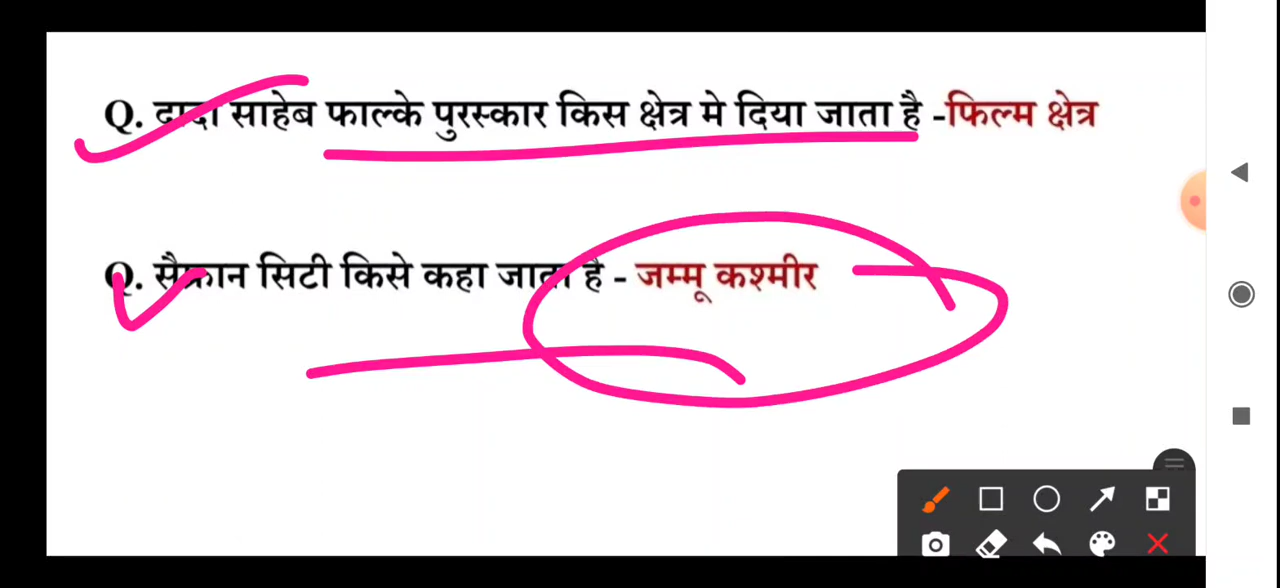 Q. दादा साहेब फाल्के पुरस्कार किस क्षेत्र मे दिया जाता है -फिल्म क्षेत्र
Q. सैफ्रान सिटी किसे कहा जाता है - जम्मू कश्मीर